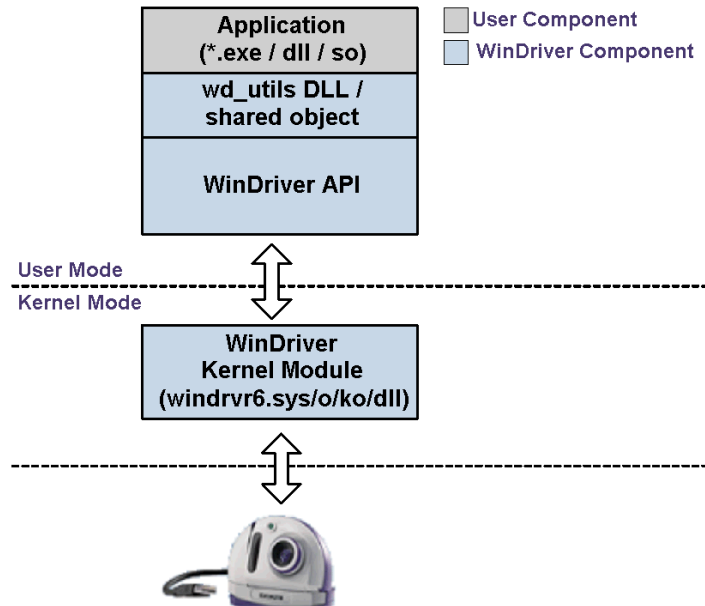 Application
(*.exe / dll / so)
User Component
WinDriver Component
wd_utils DLL /
shared object
WinDriver API
User Mode
Kernel Mode
WinDriver
Kernel Module
(windrvr6.sys/o/ko/dll)